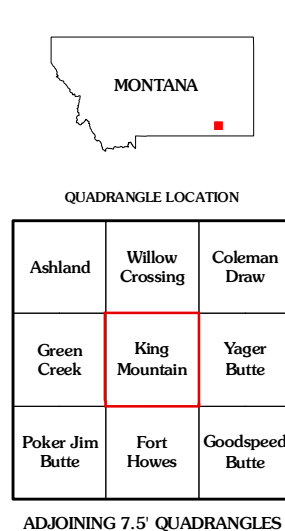 MONTANA
QUADRANGLE LOCATION
Ashland
Willow
Crossing
Coleman
Draw
Green
Creek
King
Mountain
Yager
Butte
Poker Jim
Butte
Fort
Howes
Goodspeed
Butte
ADJOINING 7.5' QUADRANGLES